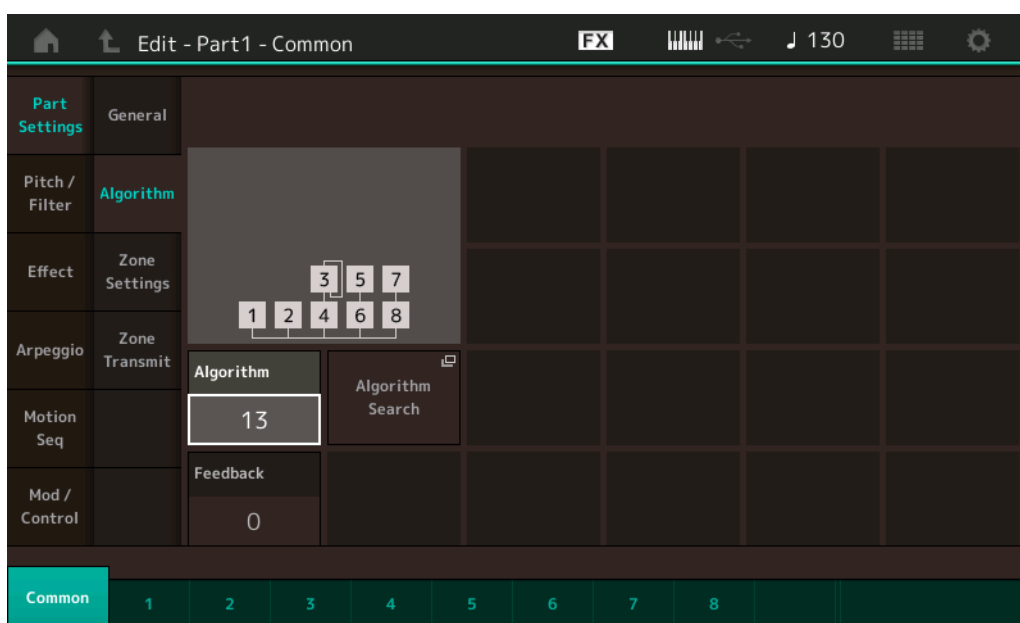 Edit - Part1 - Common
FX
130
Part
Settings
General
Pitch /
Filter
Algorithm
Effect
Zone
Settings
3 5 7
1 2 4 6 8
Arpeggio
Zone
Transmit
Algorithm
13
Algorithm
Search
Motion
Seq
Feedback
0
Mod /
Control
Common 1 2 3 4 5 6 7 8